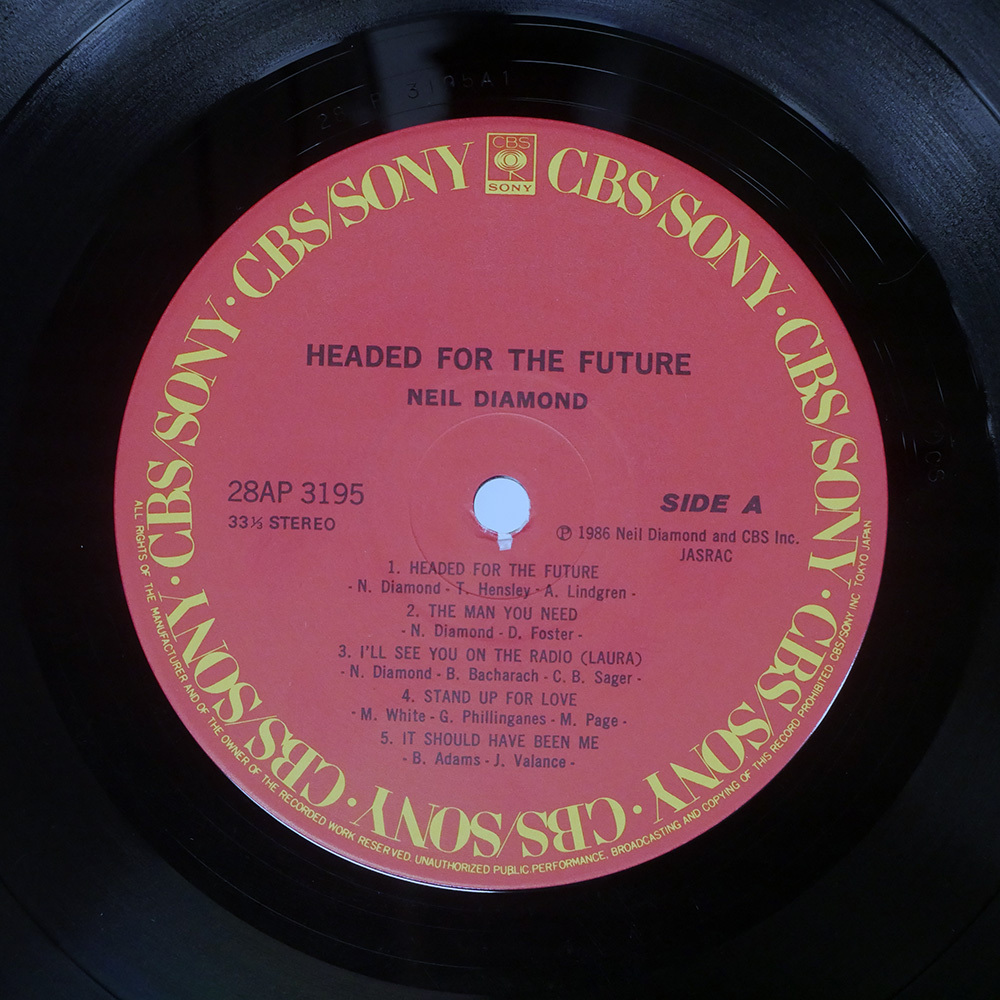 CBS
SONY
CBS/SONY · CBS/SONY · CBS/SONY · CBS/SONY · CBS/SONY · CBS/SONY · CBS/SONY · CBS/SONY · CBS/SONY
HEADED FOR THE FUTURE
NEIL DIAMOND
28AP 3195
33⅓ STEREO
SIDE A
Ⓟ 1986 Neil Diamond and CBS Inc.
JASRAC
1. HEADED FOR THE FUTURE
- N. Diamond - T. Hensley - A. Lindgren -
2. THE MAN YOU NEED
- N. Diamond - D. Foster -
3. I'LL SEE YOU ON THE RADIO (LAURA)
- N. Diamond - B. Bacharach - C. B. Sager -
4. STAND UP FOR LOVE
- M. White - G. Phillinganes - M. Page -
5. IT SHOULD HAVE BEEN ME
- B. Adams - J. Valance -
ALL RIGHTS OF THE MANUFACTURER AND OF THE OWNER OF THE RECORDED WORK RESERVED. UNAUTHORIZED PUBLIC PERFORMANCE, BROADCASTING AND COPYING OF THIS RECORD PROHIBITED CBS/SONY INC. TOKYO JAPAN